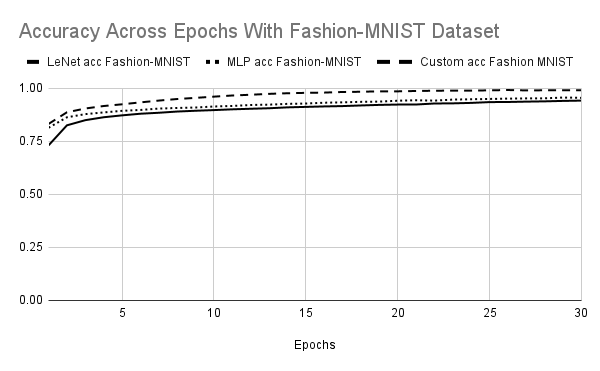 Accuracy Across Epochs With Fashion-MNIST Dataset
LeNet acc Fashion-MNIST MLP acc Fashion-MNIST Custom acc Fashion MNIST
1.00
0.75
0.50
0.25
0.00
5 10 15 20 25 30
Epochs